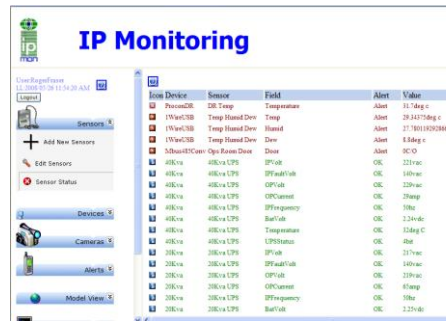 ip
mon
IP Monitoring
Logout
Sensors
Add New Sensors
Edit Sensors
Sensor Status
Devices
Cameras
Alerts
Model View
Icon Device Sensor Field Alert Value
ProconDR DR Temp Temperature Alert 31.7deg c
1WireUSB Temp Humid Dew Temp Alert 29.34375deg c
1WireUSB Temp Humid Dew Humid Alert
1WireUSB Temp Humid Dew Dew Alert 8.8deg c
Ops Room Door Door Alert
40Kva 40Kva UPS IPVolt OK 221vac
40Kva 40Kva UPS IPFaultVolt OK 140vac
40Kva 40Kva UPS OPVolt OK 220vac
40Kva 40Kva UPS OPCurrent OK 29amp
40Kva 40Kva UPS IPFrequency OK 50hz
40Kva 40Kva UPS BatVolt OK 2.24vdc
40Kva 40Kva UPS Temperature OK 32deg C
40Kva 40Kva UPS UPSStatus OK
20Kva 20Kva UPS IPVolt OK 217vac
20Kva 20Kva UPS IPFaultVolt OK 140vac
20Kva 20Kva UPS OPVolt OK 219vac
20Kva 20Kva UPS OPCurrent OK 65amp
20Kva 20Kva UPS IPFrequency OK 50hz
20Kva 20Kva UPS BatVolt OK 2.25vdc